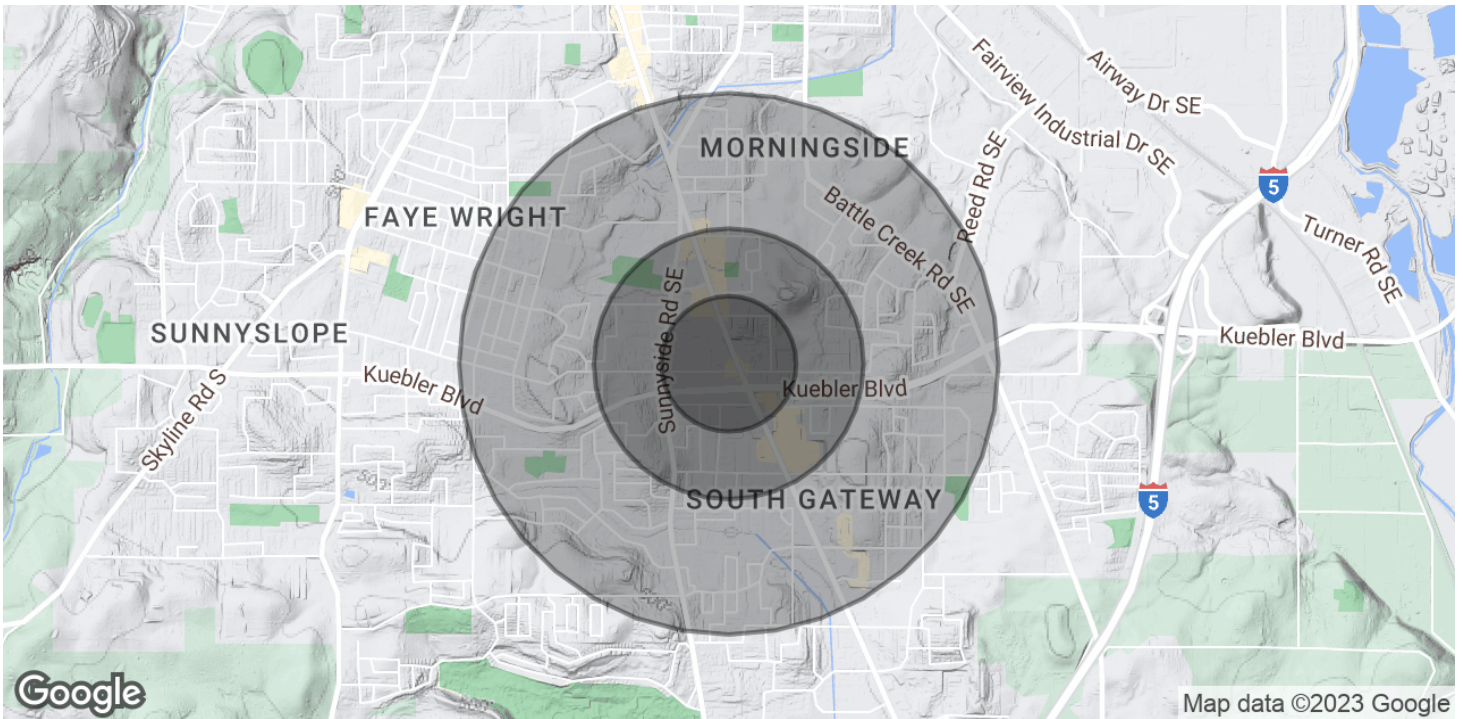 Airway Dr SE
Fairview Industrial Dr SE
MORNINGSIDE
Reed Rd SE
5
FAYE WRIGHT
Battle Creek Rd SE
Turner Rd SE
Sunnyside Rd SE
SUNNYSLOPE
Kuebler Blvd
Kuebler Blvd
Kuebler Blvd
Skyline Rd S
SOUTH GATEWAY
5
Google
Map data ©2023 Google